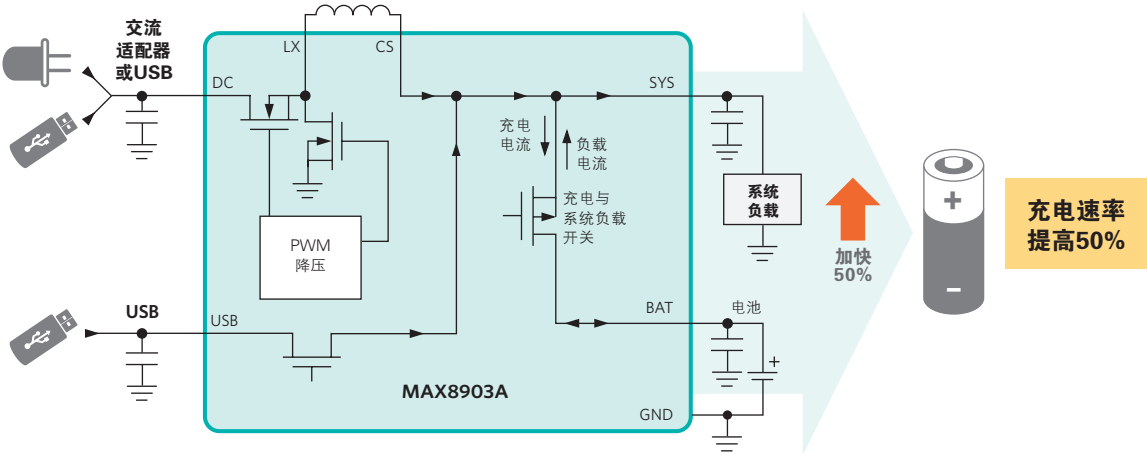 交流
适配器
或USB
LX
CS
DC
SYS
充电
电流
负载
电流
充电与
系统负载
开关
PWM
降压
系统
负载
加快
50%
+
-
充电速率
提高50%
USB
USB
BAT
电池
+
MAX8903A
GND